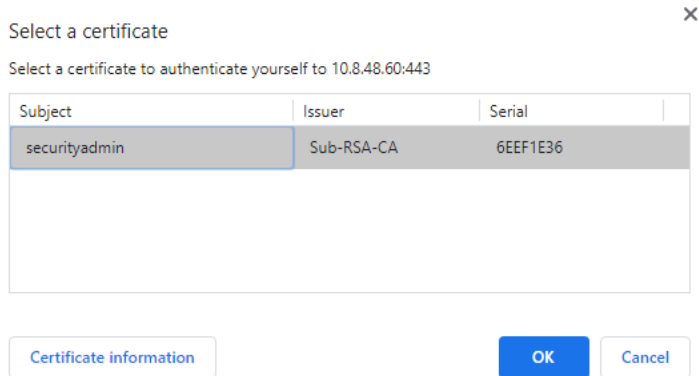 Select a certificate
Select a certificate to authenticate yourself to 10.8.48.60:443
Subject Issuer Serial
securityadmin Sub-RSA-CA 6EEF1E36
Certificate information OK Cancel